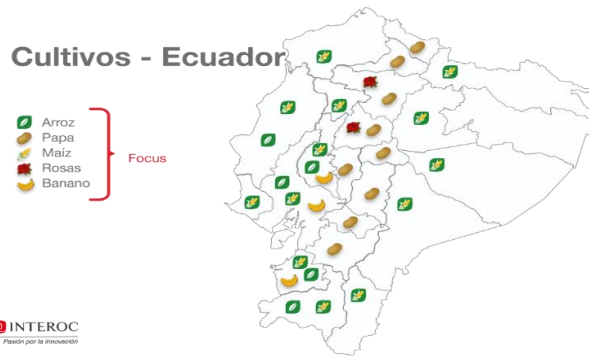 Cultivos - Ecuador
Arroz
Papa
Maíz
Rosas
Banano
Focus
INTEROC
Pasión por la innovación